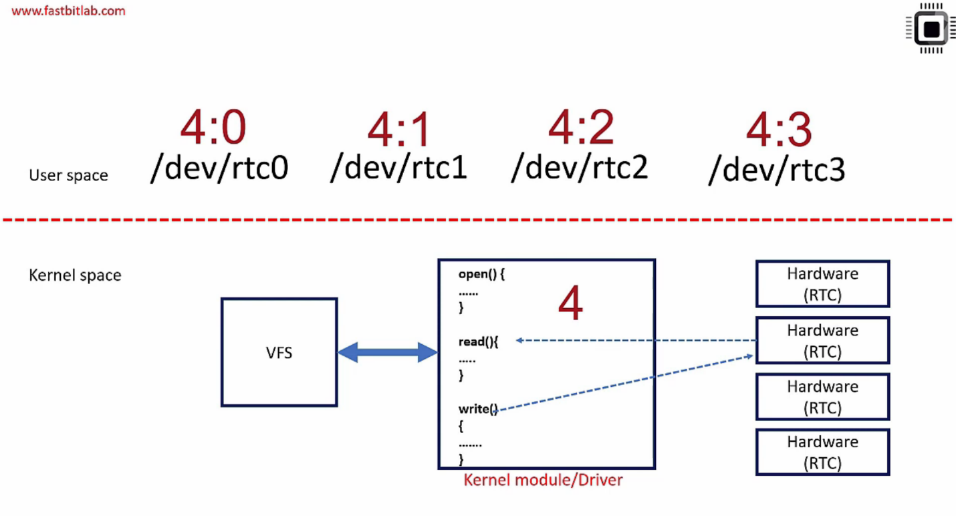 www.fastbitlab.com
4:0 4:1 4:2 4:3
/dev/rtc0 /dev/rtc1 /dev/rtc2 /dev/rtc3
User space
Kernel space
VFS
open() {
......
}
4
read(){
.....
}
write()
{
.......
}
Kernel module/Driver
Hardware
(RTC)
Hardware
(RTC)
Hardware
(RTC)
Hardware
(RTC)